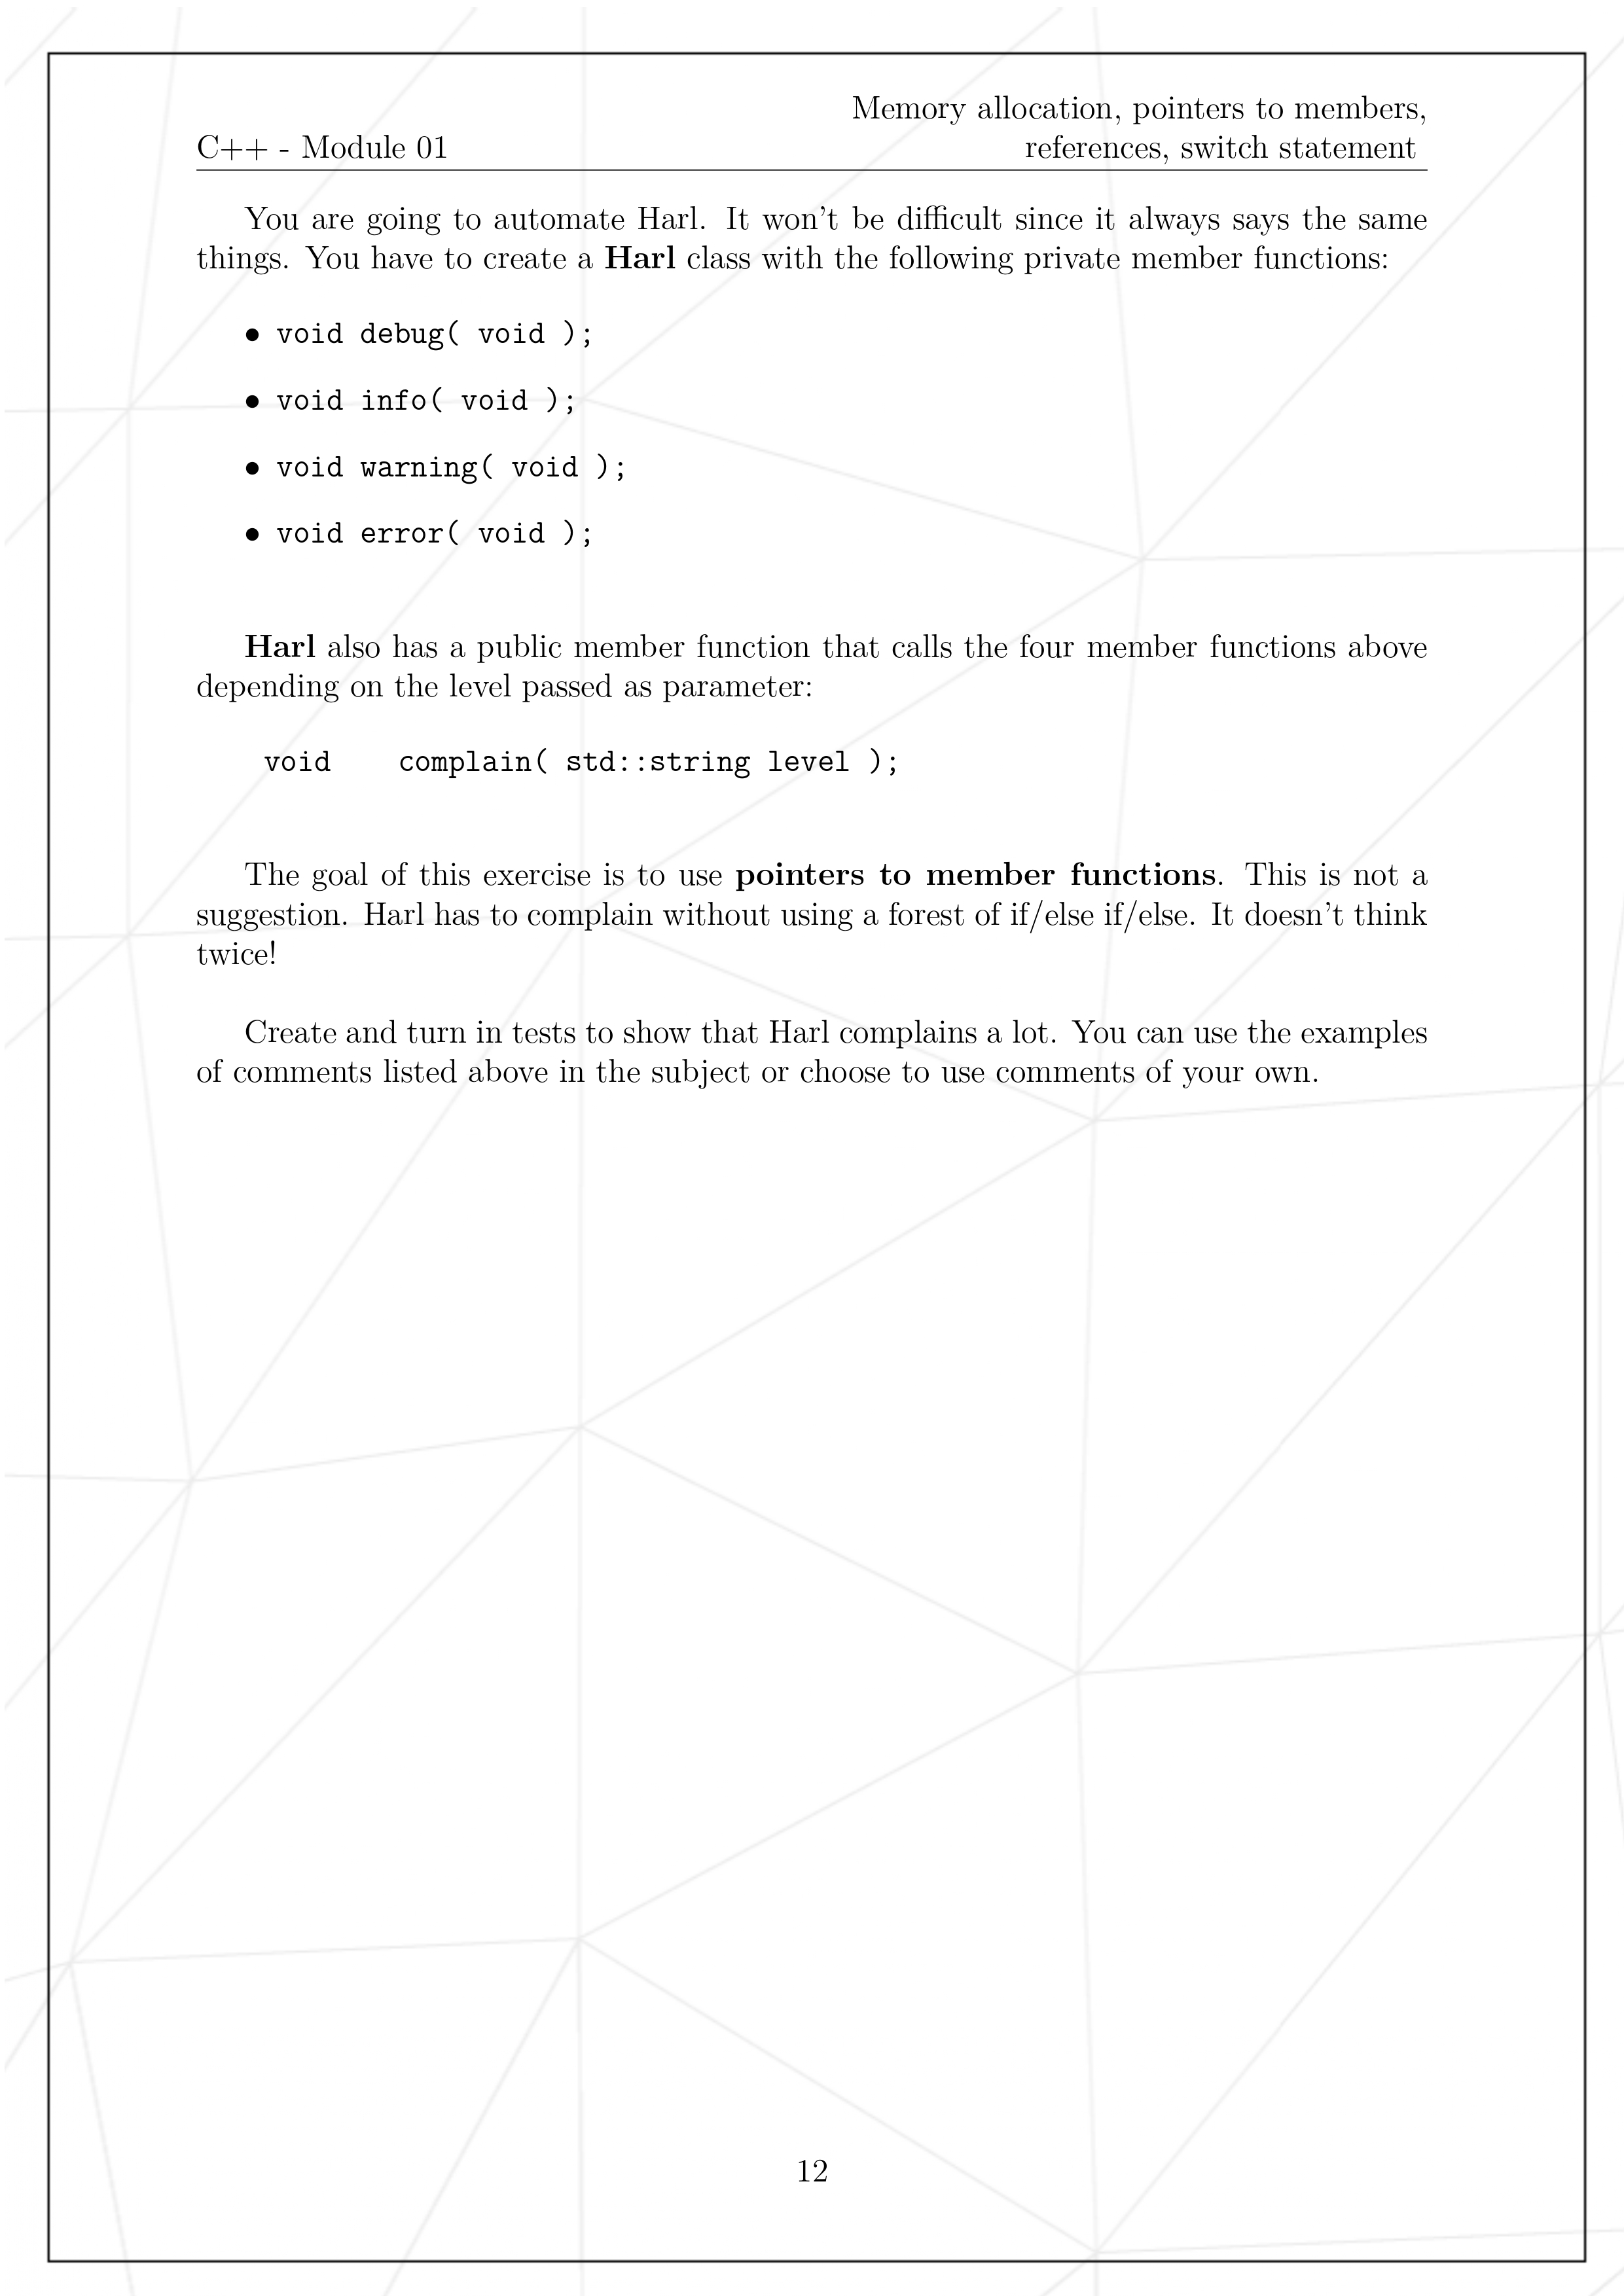 C++ - Module 01
Memory allocation, pointers to members,
references, switch statement
You are going to automate Harl. It won't be difficult since it always says the same
things. You have to create a Harl class with the following private member functions:
• void debug( void );
• void info( void );
• void warning( void );
• void error( void );
Harl also has a public member function that calls the four member functions above
depending on the level passed as parameter:
void    complain( std::string level );
The goal of this exercise is to use pointers to member functions. This is not a
suggestion. Harl has to complain without using a forest of if/else if/else. It doesn't think
twice!
Create and turn in tests to show that Harl complains a lot. You can use the examples
of comments listed above in the subject or choose to use comments of your own.
12